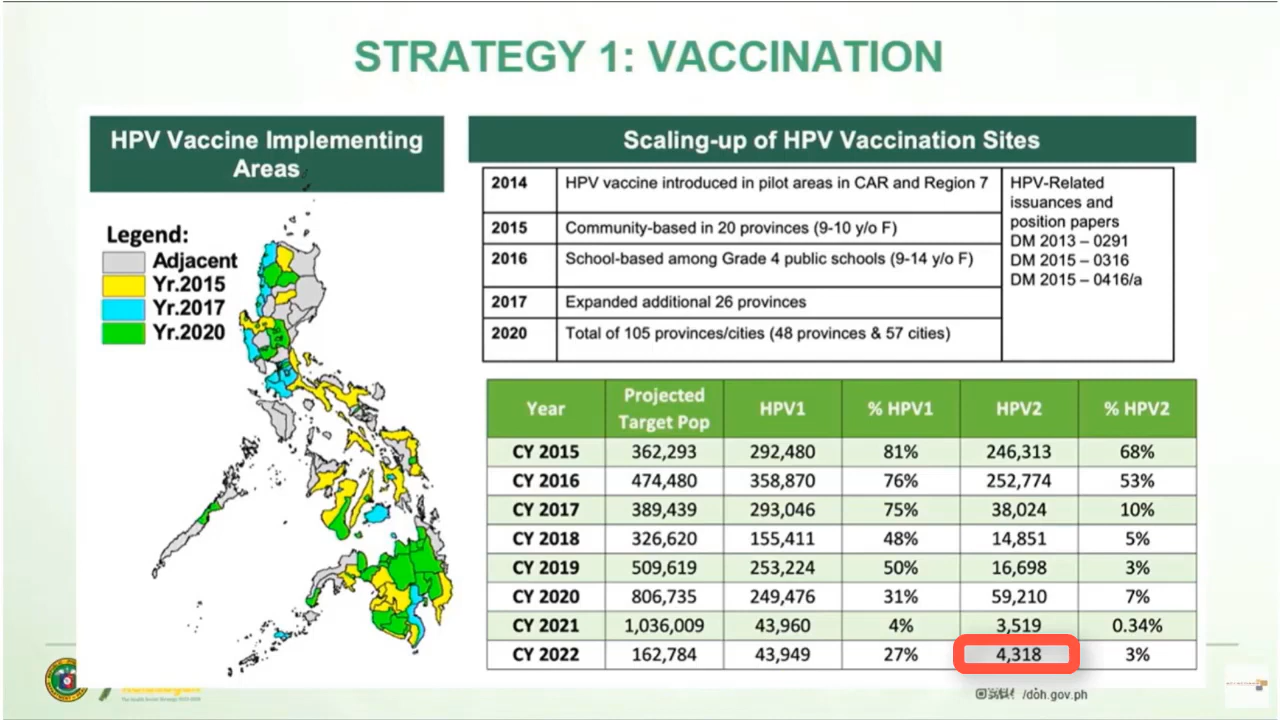 STRATEGY 1: VACCINATION
HPV Vaccine Implementing
Areas
Legend:
Adjacent
Yr.2015
Yr.2017
Yr.2020
Scaling-up of HPV Vaccination Sites
2014 HPV vaccine introduced in pilot areas in CAR and Region 7
2015 Community-based in 20 provinces (9-10 y/o F)
2016 School-based among Grade 4 public schools (9-14 y/o F)
2017 Expanded additional 26 provinces
2020 Total of 105 provinces/cities (48 provinces & 57 cities)
HPV-Related
issuances and
position papers
DM 2013 – 0291
DM 2015 – 0316
DM 2015 – 0416/a
Year Projected Target Pop HPV1 % HPV1 HPV2 % HPV2
CY 2015 362,293 292,480 81% 246,313 68%
CY 2016 474,480 358,870 76% 252,774 53%
CY 2017 389,439 293,046 75% 38,024 10%
CY 2018 326,620 155,411 48% 14,851 5%
CY 2019 509,619 253,224 50% 16,698 3%
CY 2020 806,735 249,476 31% 59,210 7%
CY 2021 1,036,009 43,960 4% 3,519 0.34%
CY 2022 162,784 43,949 27% 4,318 3%
/doh.gov.ph